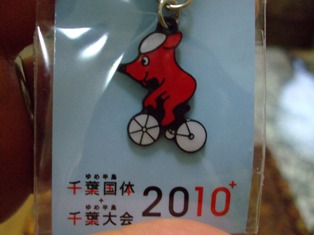 ゆめ半島
千葉国体
+
ゆめ半島
千葉大会
2010+